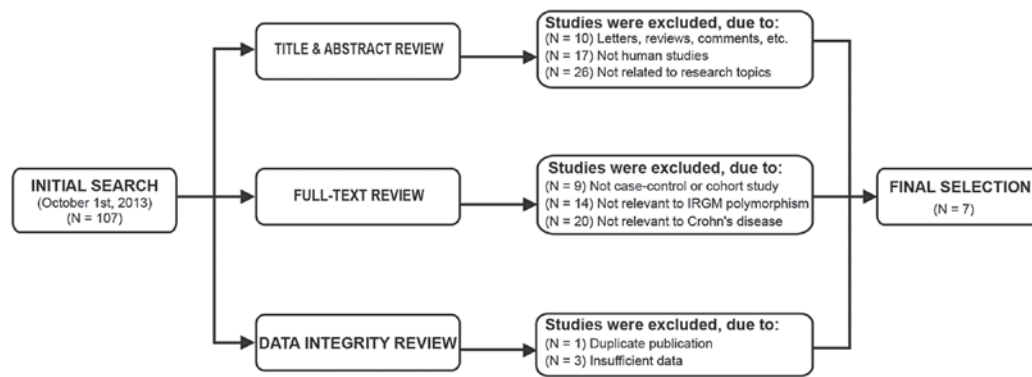 INITIAL SEARCH
(October 1st, 2013)
(N = 107)
TITLE & ABSTRACT REVIEW
Studies were excluded, due to:
(N = 10) Letters, reviews, comments, etc.
(N = 17) Not human studies
(N = 26) Not related to research topics
FULL-TEXT REVIEW
Studies were excluded, due to:
(N = 9) Not case-control or cohort study
(N = 14) Not relevant to IRGM polymorphism
(N = 20) Not relevant to Crohn's disease
DATA INTEGRITY REVIEW
Studies were excluded, due to:
(N = 1) Duplicate publication
(N = 3) Insufficient data
FINAL SELECTION
(N = 7)